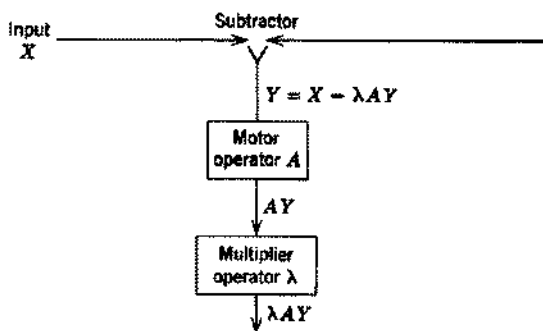 Subtractor
Input
X
Y = X − λAY
Motor
operator A
AY
Multiplier
operator λ
λAY